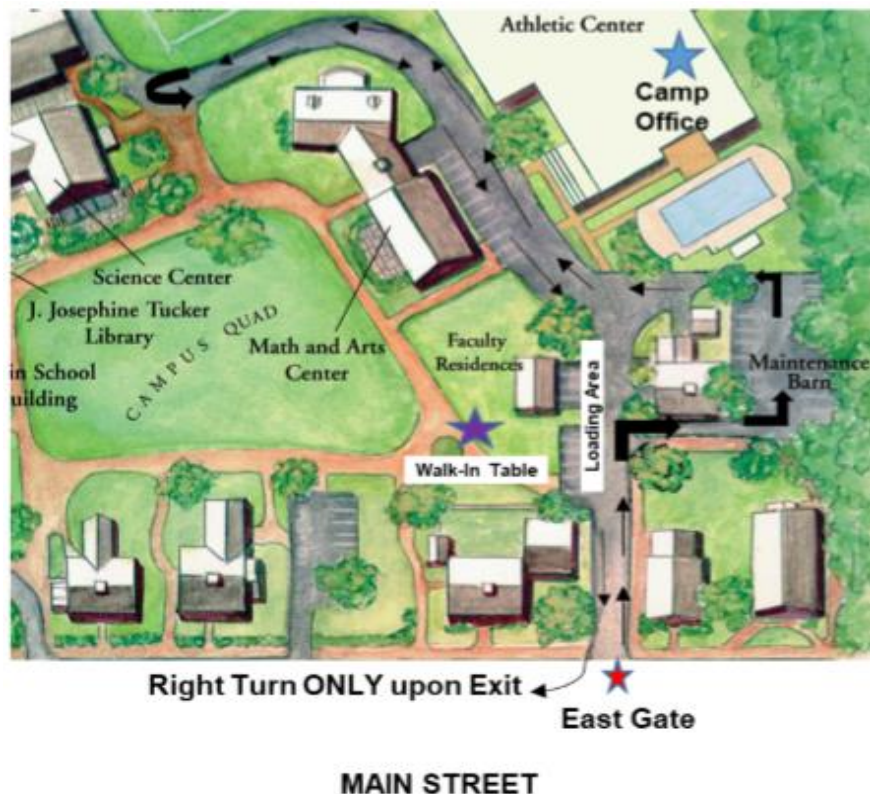 Athletic Center
Camp
Office
Science Center
J. Josephine Tucker
Library
in School
uilding
CAMPUS QUAD
Math and Arts
Center
Faculty
Residences
Loading Area
Maintenance
Barn
Walk-In Table
Right Turn ONLY upon Exit
East Gate
MAIN STREET